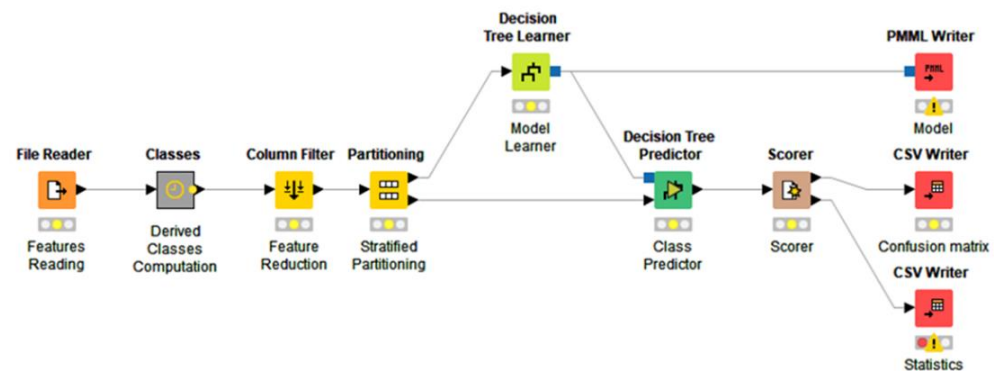 Decision
Tree Learner
Model
Learner
PMML Writer
PMML
Model
File Reader
Features
Reading
Classes
Derived
Classes
Computation
Column Filter
Feature
Reduction
Partitioning
Stratified
Partitioning
Decision Tree
Predictor
Class
Predictor
Scorer
Scorer
CSV Writer
Confusion matrix
CSV Writer
Statistics